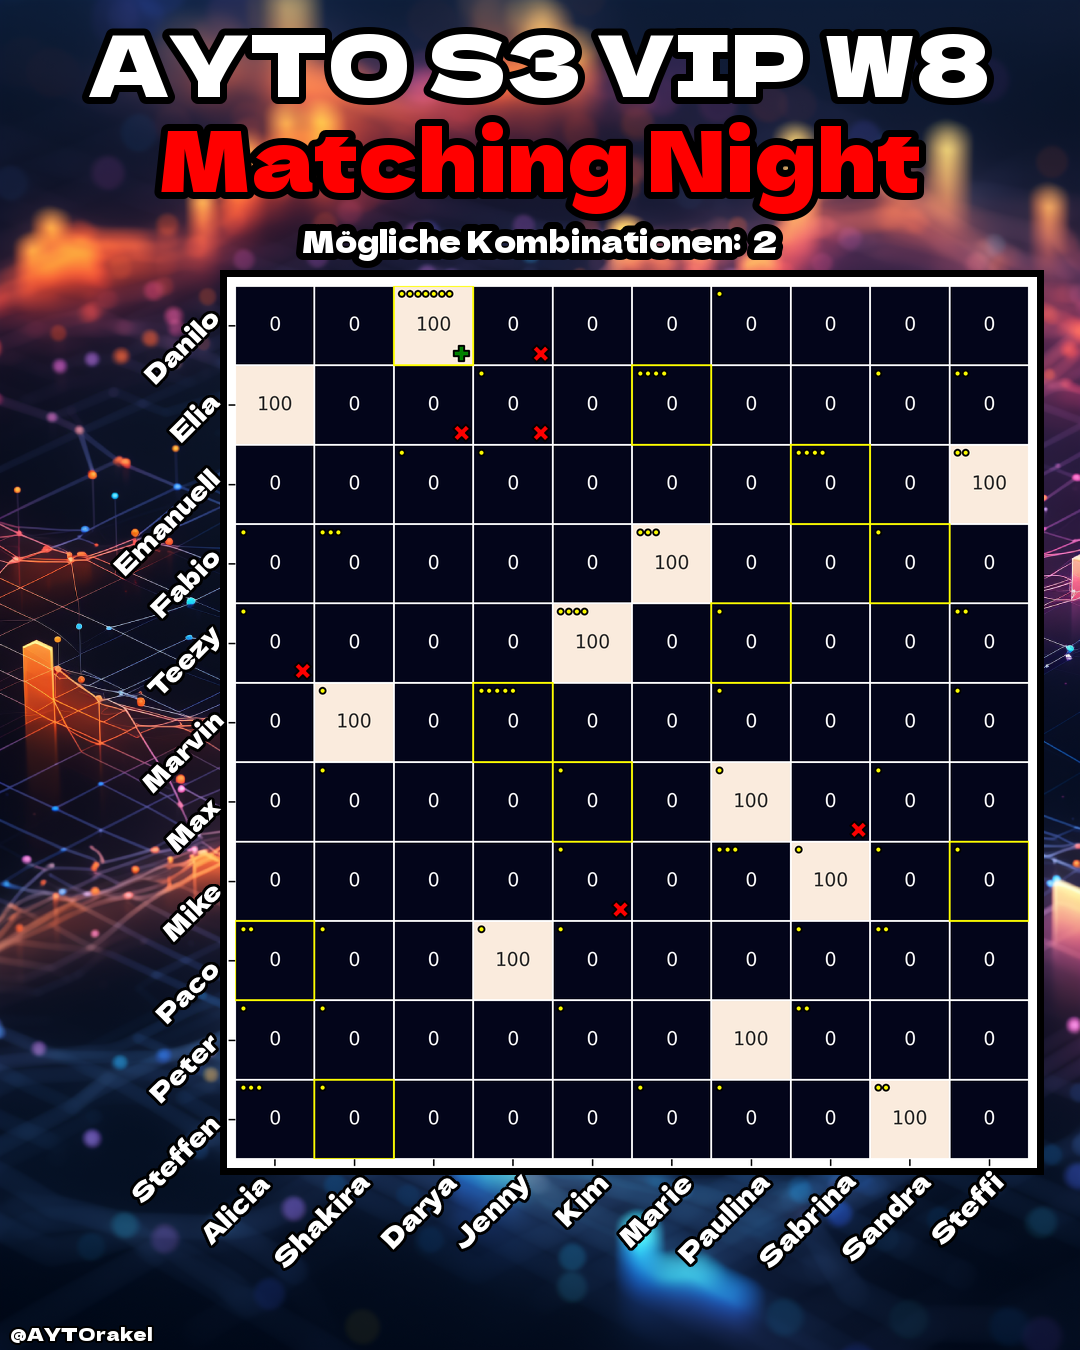 AYTO S3 VIP W8
Matching Night
Mögliche Kombinationen: 2
Danilo 0 0 100 0 0 0 0 0 0 0
Elia 100 0 0 0 0 0 0 0 0 0
Emanuell 0 0 0 0 0 0 0 0 0 100
Fabio 0 0 0 0 0 100 0 0 0 0
Teezy 0 0 0 0 100 0 0 0 0 0
Marvin 0 100 0 0 0 0 0 0 0 0
Max 0 0 0 0 0 0 100 0 0 0
Mike 0 0 0 0 0 0 0 100 0 0
Paco 0 0 0 100 0 0 0 0 0 0
Peter 0 0 0 0 0 0 100 0 0 0
Steffen 0 0 0 0 0 0 0 0 100 0
Alicia Shakira Darya Jenny Kim Marie Paulina Sabrina Sandra Steffi
@AYTOrakel